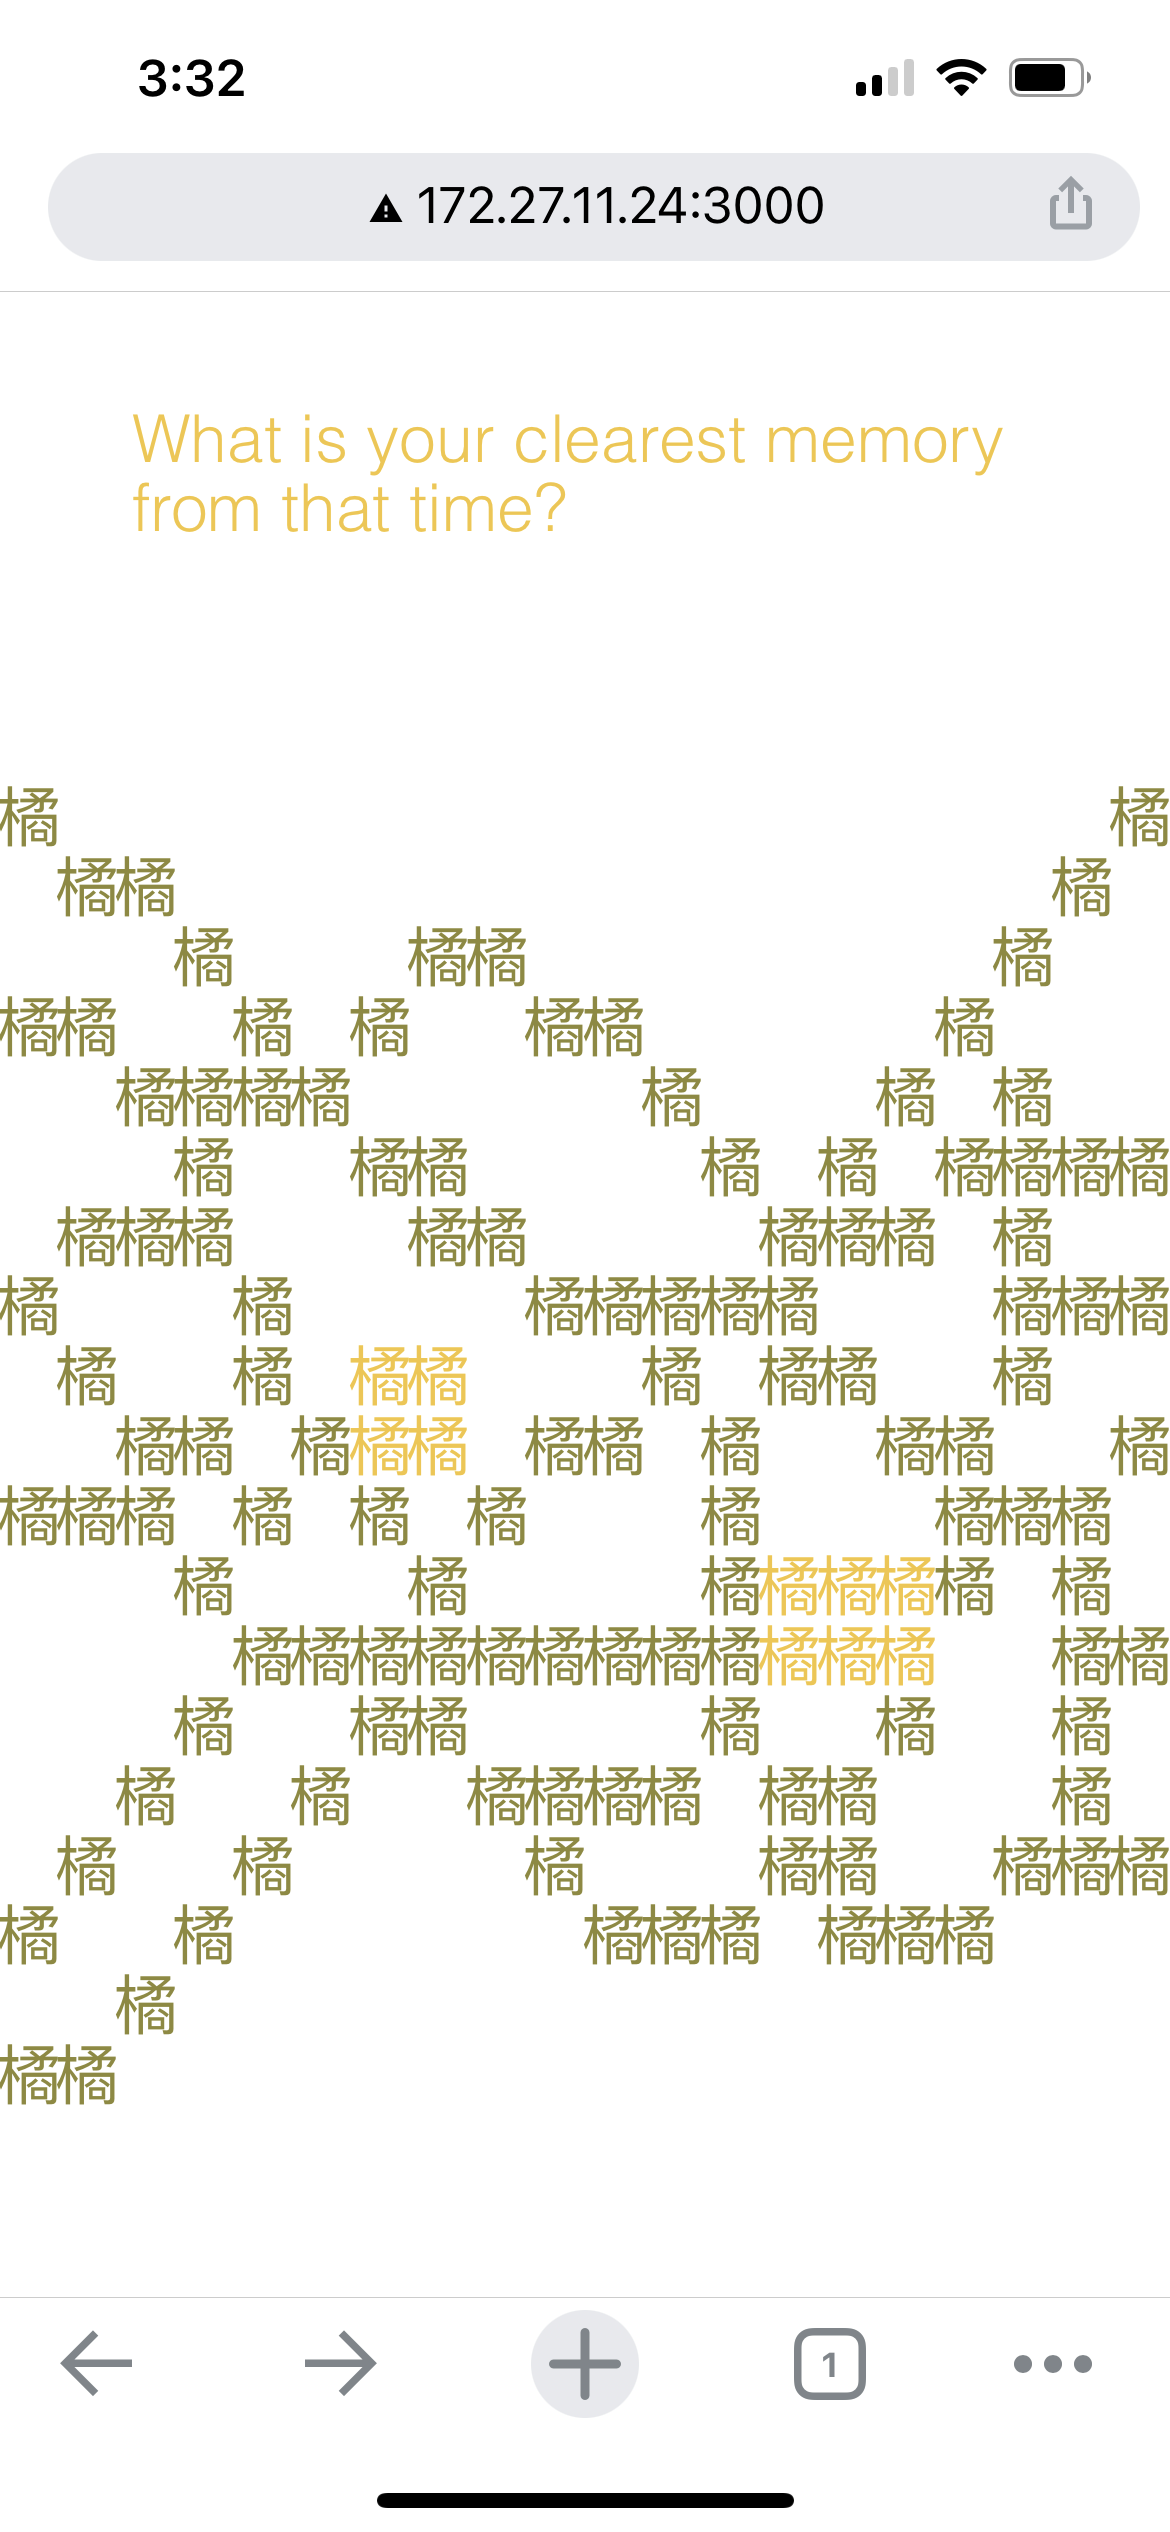 3:32
172.27.11.24:3000
What is your clearest memory
from that time?
橘 橘
橘橘 橘
橘 橘橘 橘
橘橘 橘 橘 橘橘 橘
橘橘橘橘 橘 橘 橘
橘 橘橘 橘 橘 橘橘橘橘
橘橘橘 橘橘 橘橘橘 橘
橘 橘 橘橘橘橘橘 橘橘橘
橘 橘 橘橘 橘 橘橘 橘
橘橘 橘橘橘 橘橘 橘 橘橘 橘
橘橘橘 橘 橘 橘 橘 橘橘橘
橘 橘 橘橘橘橘橘 橘
橘橘橘橘橘橘橘橘橘橘橘橘 橘橘
橘 橘橘 橘 橘 橘
橘 橘 橘橘橘橘 橘橘 橘
橘 橘 橘 橘橘 橘橘橘
橘 橘 橘橘橘 橘橘橘
橘
橘橘
1